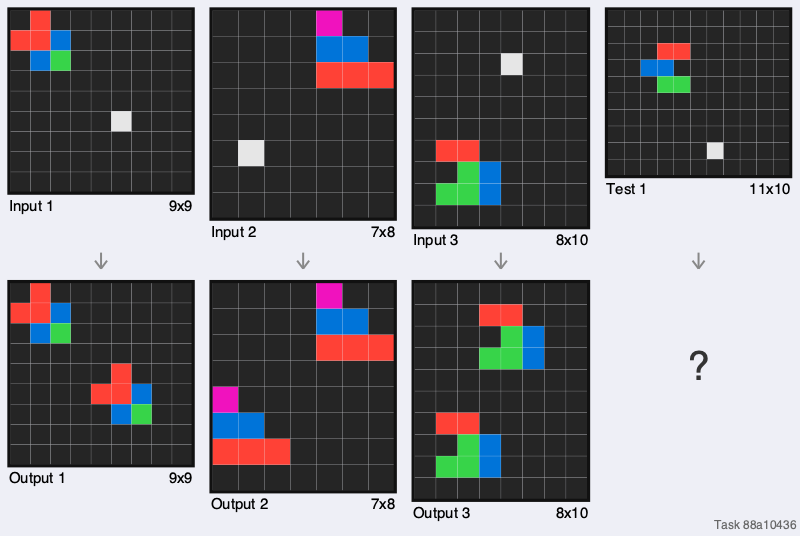 Input 1 9x9
Input 2 7x8
Input 3 8x10
Test 1 11x10
?
Output 1 9x9
Output 2 7x8
Output 3 8x10
Task 88a10436